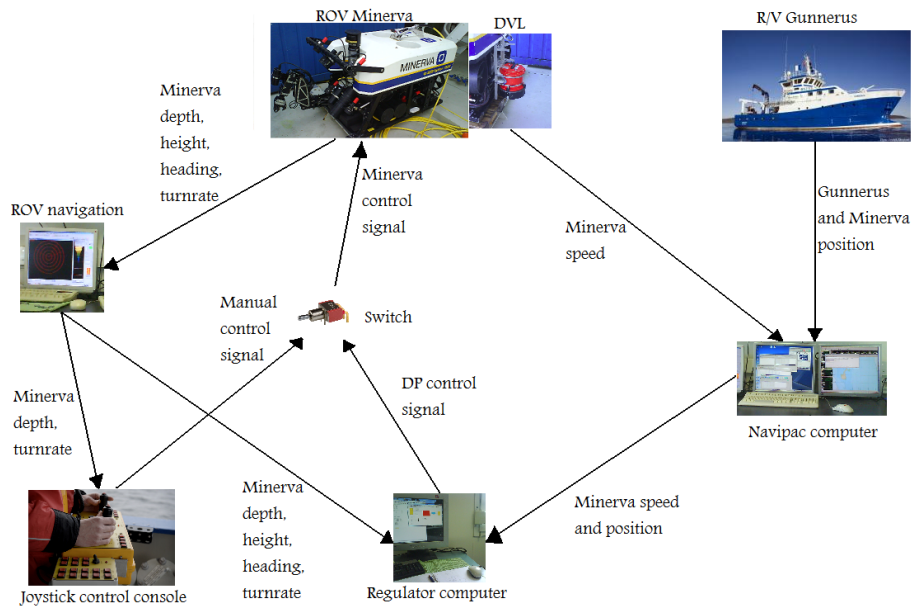 ROV Minerva
DVL
R/V Gunnerus
MINERVA
Minerva
depth,
height,
heading,
turnrate
Minerva
control
signal
Gunnerus
and Minerva
position
ROV navigation
Minerva
speed
Manual
control
signal
Switch
DP control
signal
Minerva
depth,
turnrate
Navipac computer
Minerva
depth,
height,
heading,
turnrate
Minerva speed
and position
Joystick control console
Regulator computer